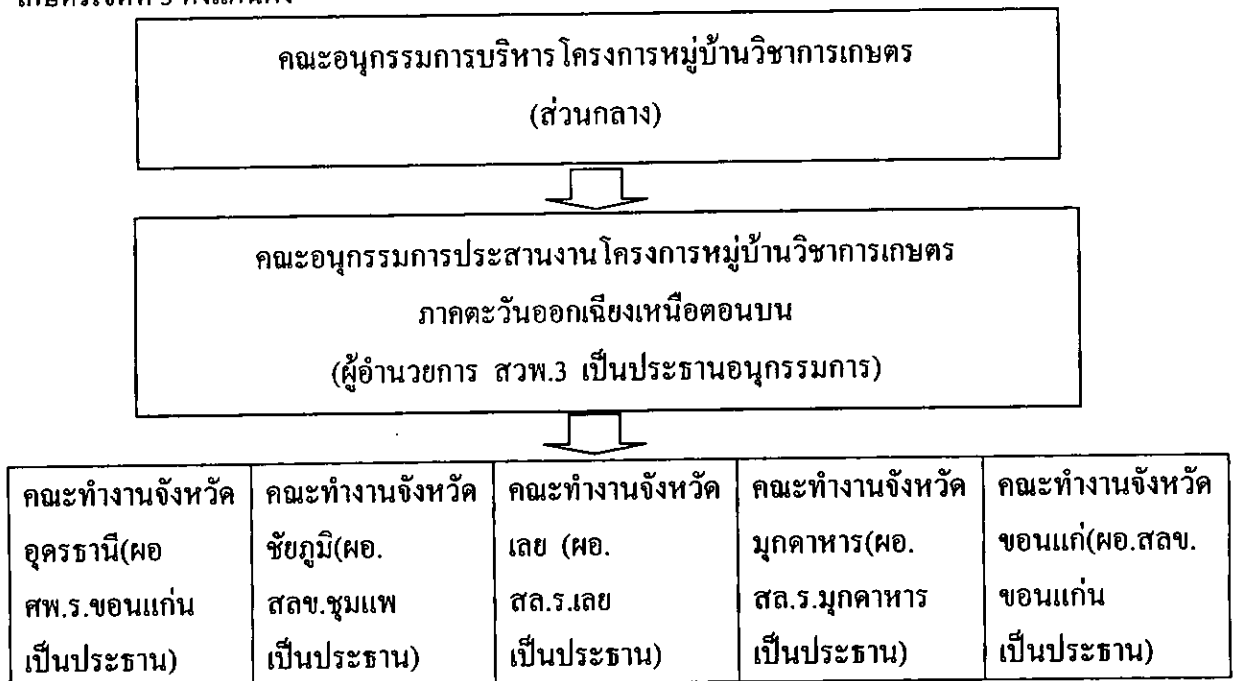 คณะอนุกรรมการบริหารโครงการหมู่บ้านวิชาการเกษตร
(ส่วนกลาง)
คณะอนุกรรมการประสานงานโครงการหมู่บ้านวิชาการเกษตร
ภาคตะวันออกเฉียงเหนือตอนบน
(ผู้อำนวยการ สวพ.3 เป็นประธานอนุกรรมการ)
คณะทำงานจังหวัด
อุดรธานี(ผอ
ศพ.ร.ขอนแก่น
เป็นประธาน)
คณะทำงานจังหวัด
ชัยภูมิ(ผอ.
สลข.ชุมแพ
เป็นประธาน)
คณะทำงานจังหวัด
เลย (ผอ.
สล.ร.เลย
เป็นประธาน)
คณะทำงานจังหวัด
มุกดาหาร(ผอ.
สล.ร.มุกดาหาร
เป็นประธาน)
คณะทำงานจังหวัด
ขอนแก่(ผอ.สลข.
ขอนแก่น
เป็นประธาน)